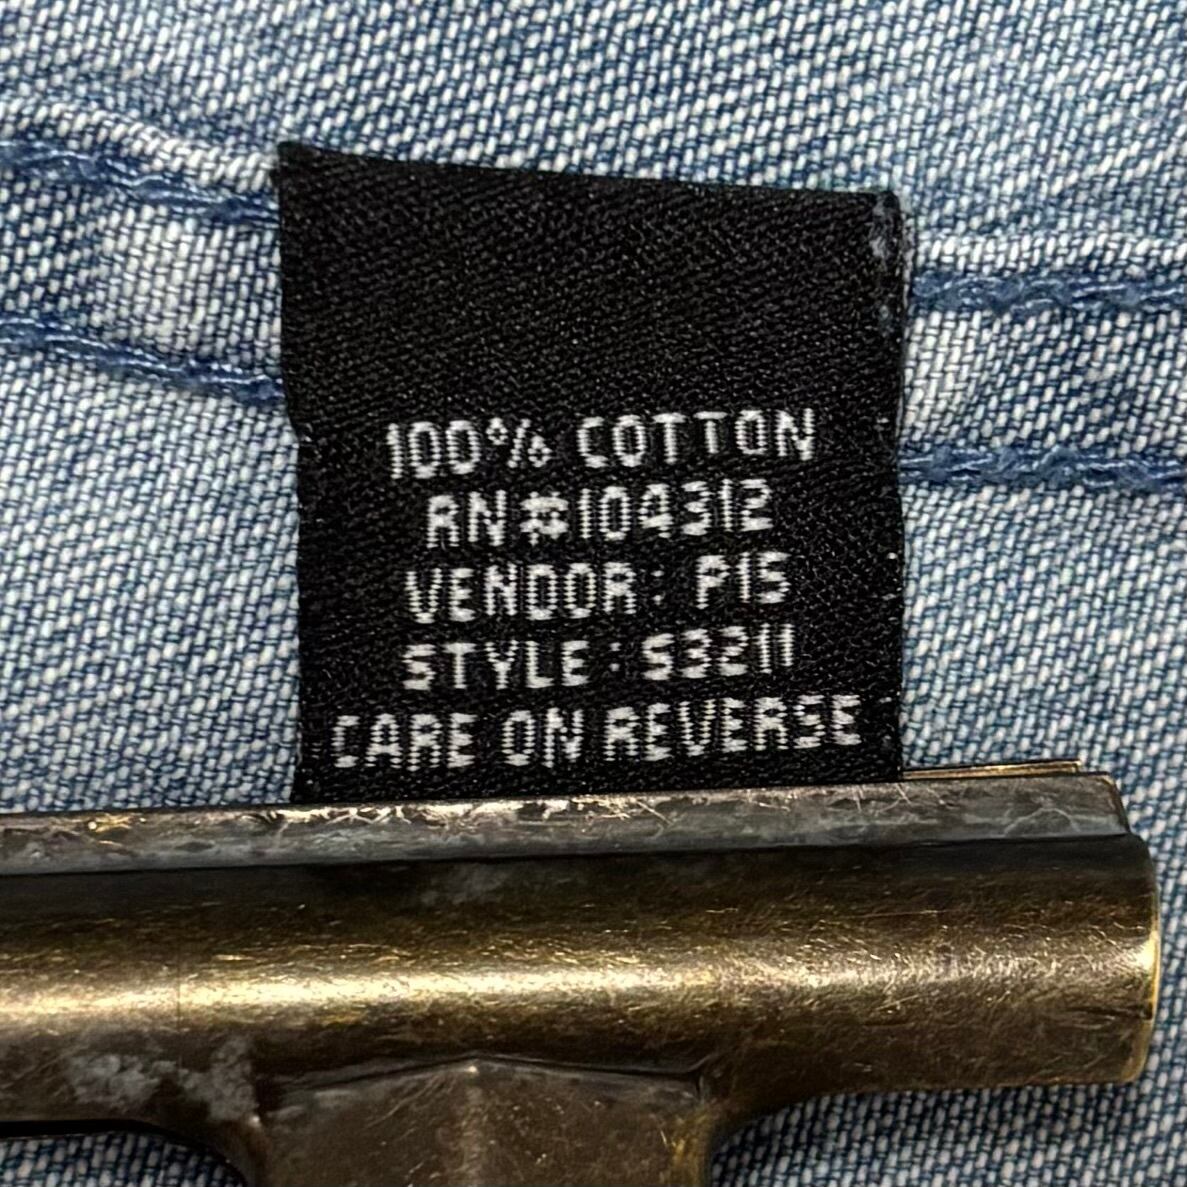 100% COTTON
RN#104312
VENDOR: P15
STYLE: S3211
CARE ON REVERSE